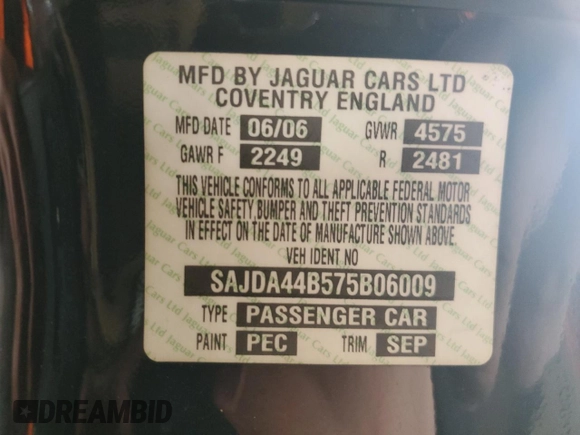 MFD BY JAGUAR CARS LTD
COVENTRY ENGLAND
MFD DATE 06/06 GVWR 4575
GAWR F 2249 R 2481
THIS VEHICLE CONFORMS TO ALL APPLICABLE FEDERAL MOTOR
VEHICLE SAFETY, BUMPER AND THEFT PREVENTION STANDARDS
IN EFFECT ON THE DATE OF MANUFACTURE SHOWN ABOVE.
VEH IDENT NO
SAJDA44B575B06009
TYPE PASSENGER CAR
PAINT PEC TRIM SEP
DREAMBID